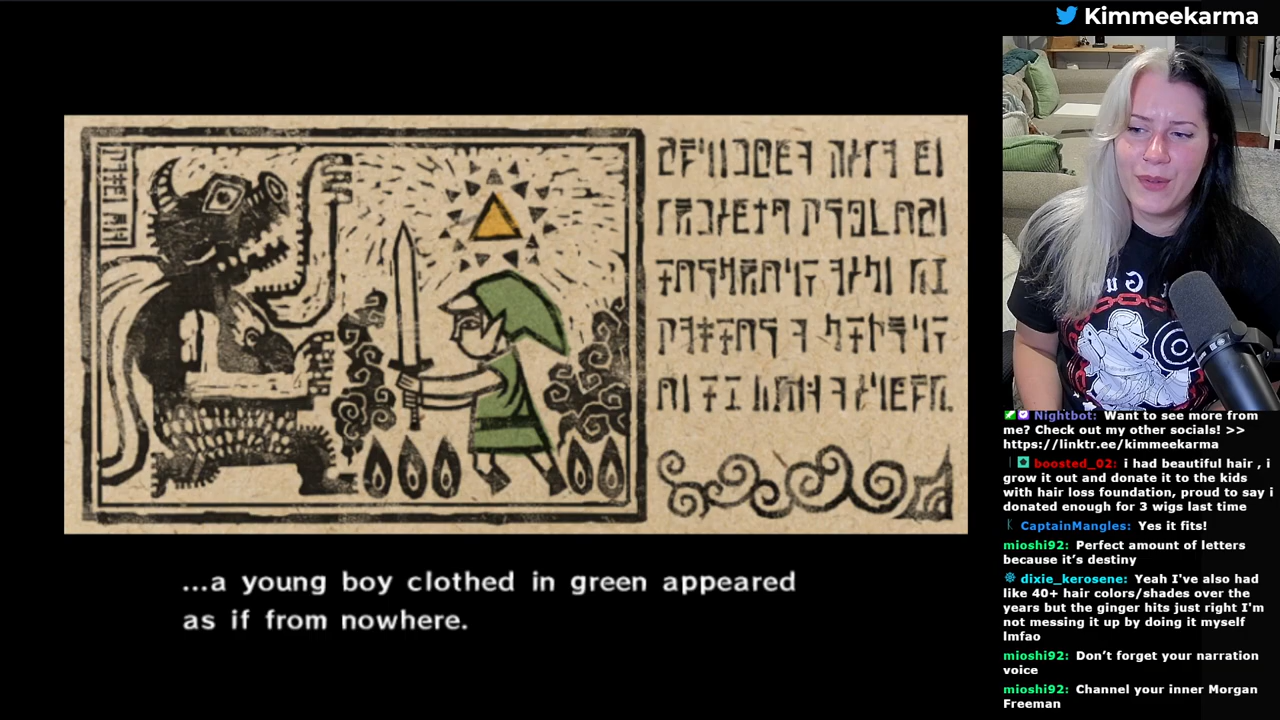 Kimmeekarma
...a young boy clothed in green appeared
as if from nowhere.
Nightbot: Want to see more from
me? Check out my other socials! >>
https://linktr.ee/kimmeekarma
boosted_02: i had beautiful hair , i
grow it out and donate it to the kids
with hair loss foundation, proud to say i
donated enough for 3 wigs last time
CaptainMangles: Yes it fits!
mioshi92: Perfect amount of letters
because it’s destiny
dixie_kerosene: Yeah I've also had
like 40+ hair colors/shades over the
years but the ginger hits just right I'm
not messing it up by doing it myself
lmfao
mioshi92: Don’t forget your narration
voice
mioshi92: Channel your inner Morgan
Freeman